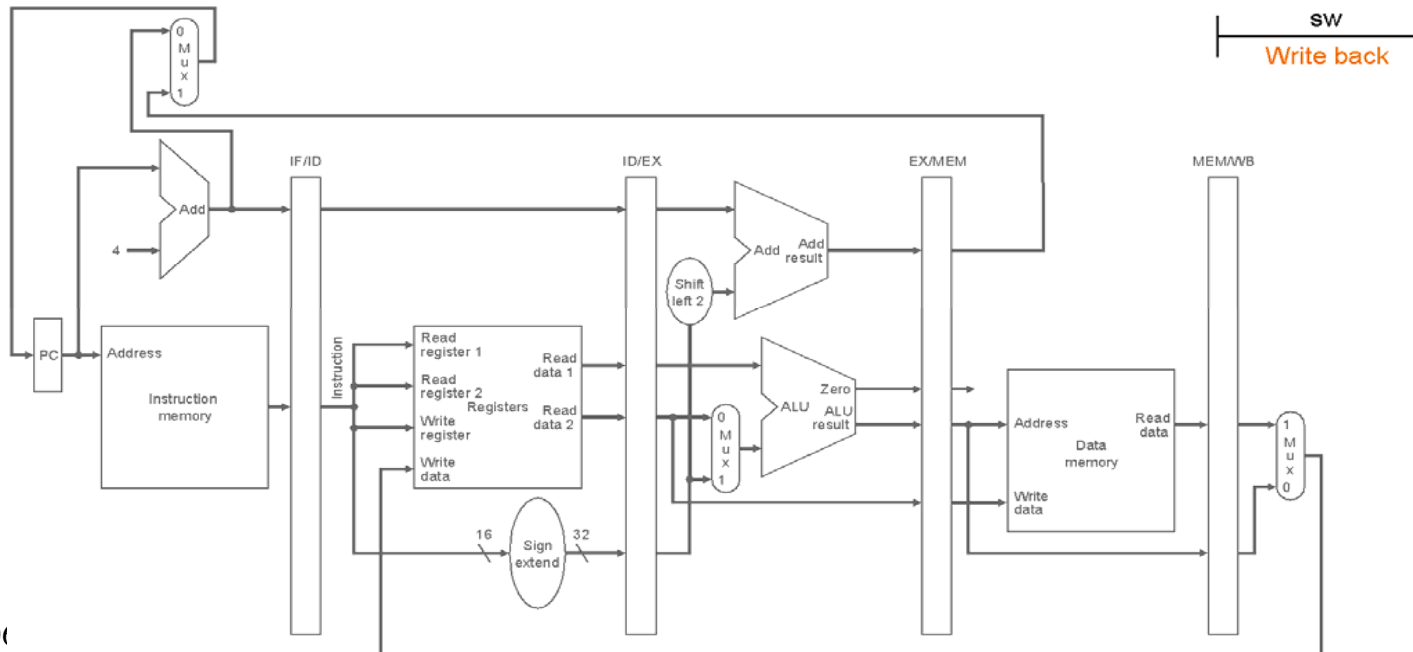 sw
Write back
0
M
u
x
1
IF/ID
ID/EX
EX/MEM
MEM/WB
Add
4
Add
Add
result
Shift
left 2
PC
Address
Instruction
memory
Instruction
Read
register 1
Read
register 2
Registers
Write
register
Write
data
Read
data 1
Read
data 2
0
M
u
x
1
Zero
ALU
ALU
result
Address
Read
data
Data
memory
Write
data
1
M
u
x
0
16
Sign
extend
32